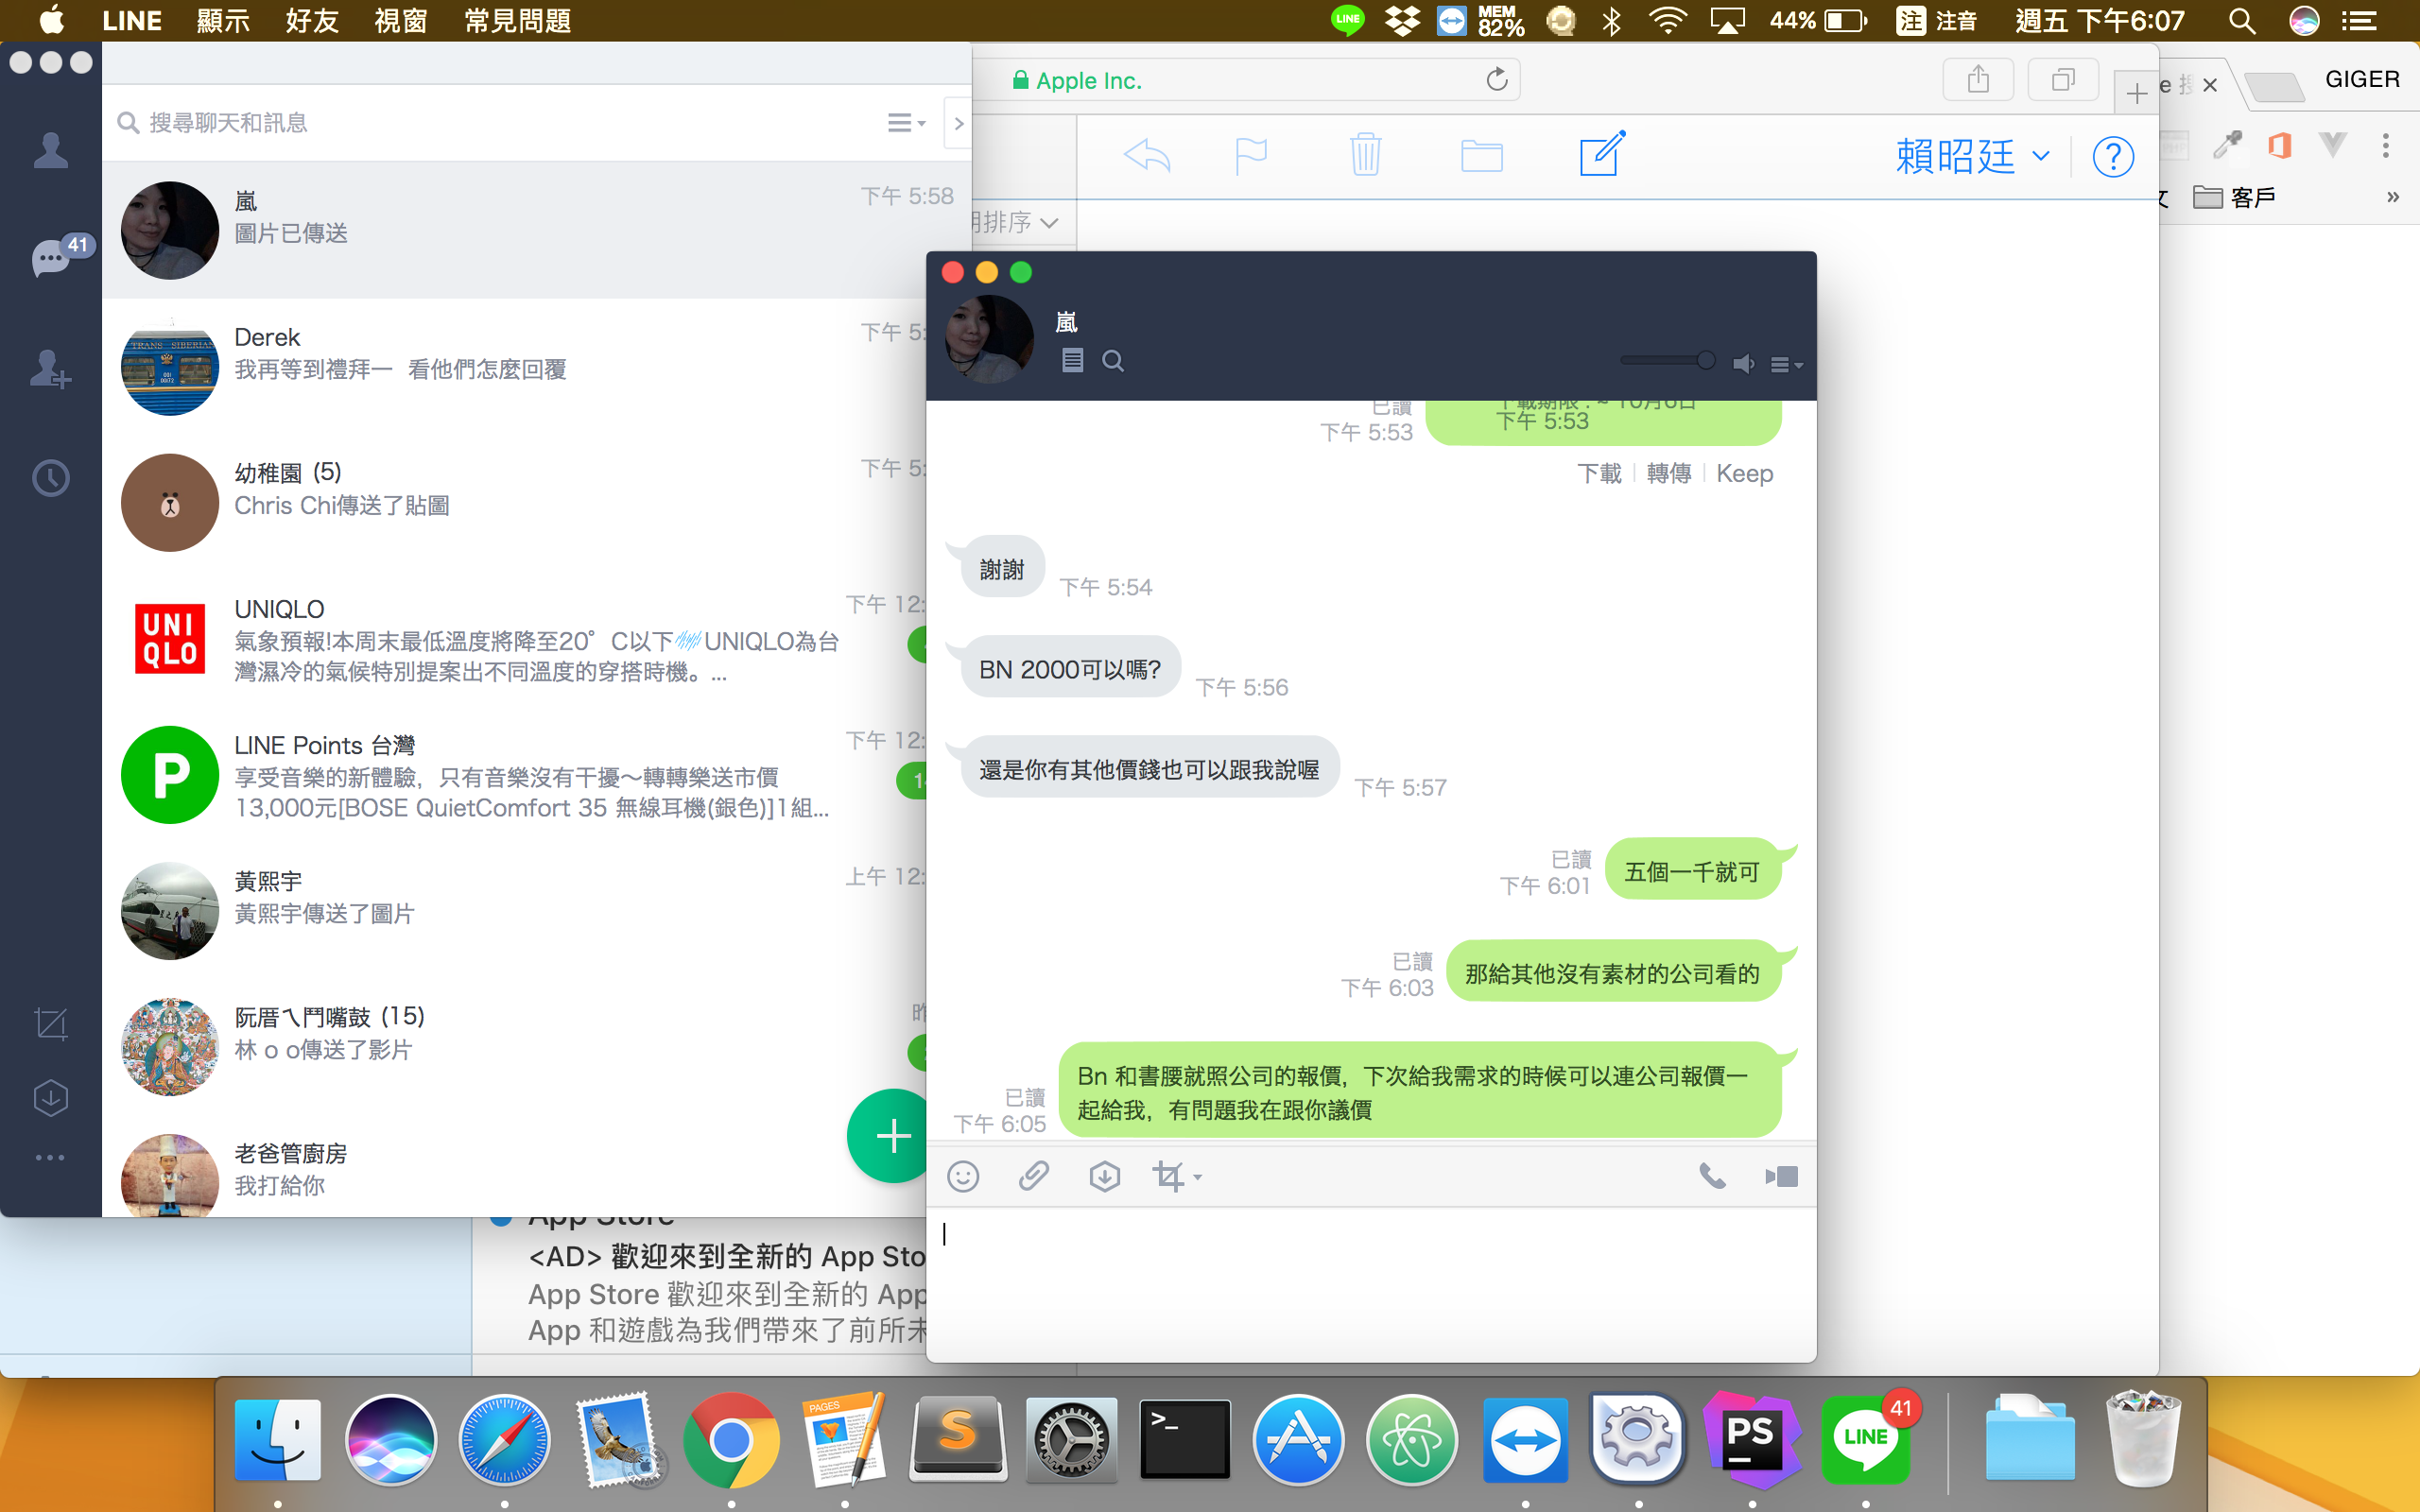 LINE 顯示 好友 視窗 常見問題
LINE MEM 82% 44% 注 注音 週五 下午6:07
Apple Inc.
GIGER
搜尋聊天和訊息
賴昭廷
?
客戶
»
嵐 下午 5:58
圖片已傳送
41
排序
Derek 下午 5:
我再等到禮拜一 看他們怎麼回覆
TRANS SIBERIAN
幼稚園 (5) 下午 5:
Chris Chi傳送了貼圖
UNIQLO 下午 12:
UNI
QLO
氣象預報!本周末最低溫度將降至20°C以下UNIQLO為台
灣濕冷的氣候特別提案出不同溫度的穿搭時機。...
LINE Points 台灣 下午 12:
P
享受音樂的新體驗，只有音樂沒有干擾～轉轉樂送市價
13,000元[BOSE QuietComfort 35 無線耳機(銀色)]1組...
黃熙宇 上午 12:
黃熙宇傳送了圖片
阮厝ㄟ鬥嘴鼓 (15) 昨
林 o o傳送了影片
老爸管廚房
我打給你
嵐
下載期限 : ~ 10月6日
下午 5:53
已讀
下午 5:53
下載 | 轉傳 | Keep
謝謝
下午 5:54
BN 2000可以嗎?
下午 5:56
還是你有其他價錢也可以跟我說喔
下午 5:57
已讀
下午 6:01
五個一千就可
已讀
下午 6:03
那給其他沒有素材的公司看的
已讀
下午 6:05
Bn 和書腰就照公司的報價，下次給我需求的時候可以連公司報價一
起給我，有問題我在跟你議價
App Store
<AD> 歡迎來到全新的 App Sto
App Store 歡迎來到全新的 App
App 和遊戲為我們帶來了前所未
PAGES
S
>_
PS
LINE
41